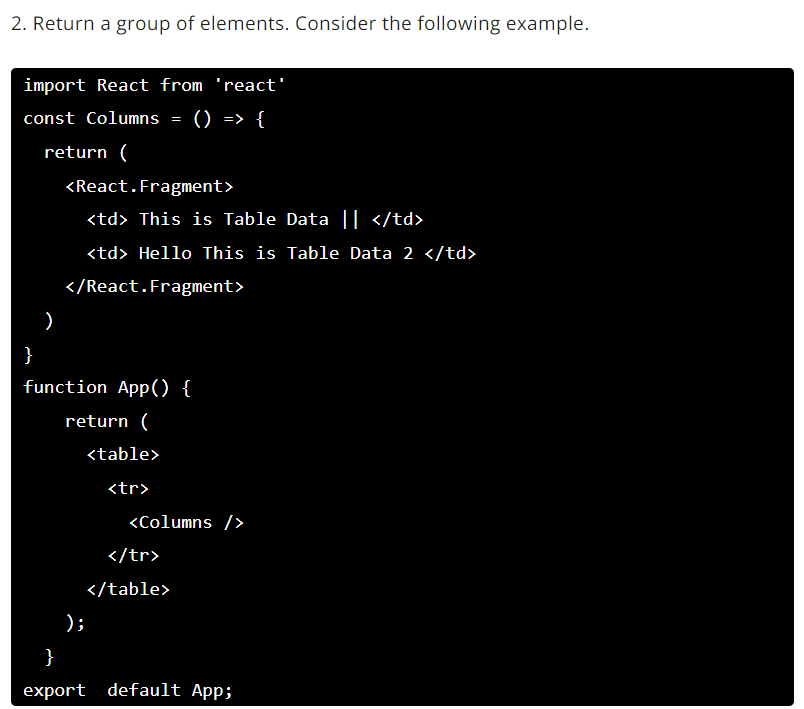 2. Return a group of elements. Consider the following example.
import React from 'react'
const Columns = () => {
  return (
    <React.Fragment>
      <td> This is Table Data || </td>
      <td> Hello This is Table Data 2 </td>
    </React.Fragment>
  )
}
function App() {
    return (
      <table>
        <tr>
          <Columns />
        </tr>
      </table>
    );
  }
export  default App;